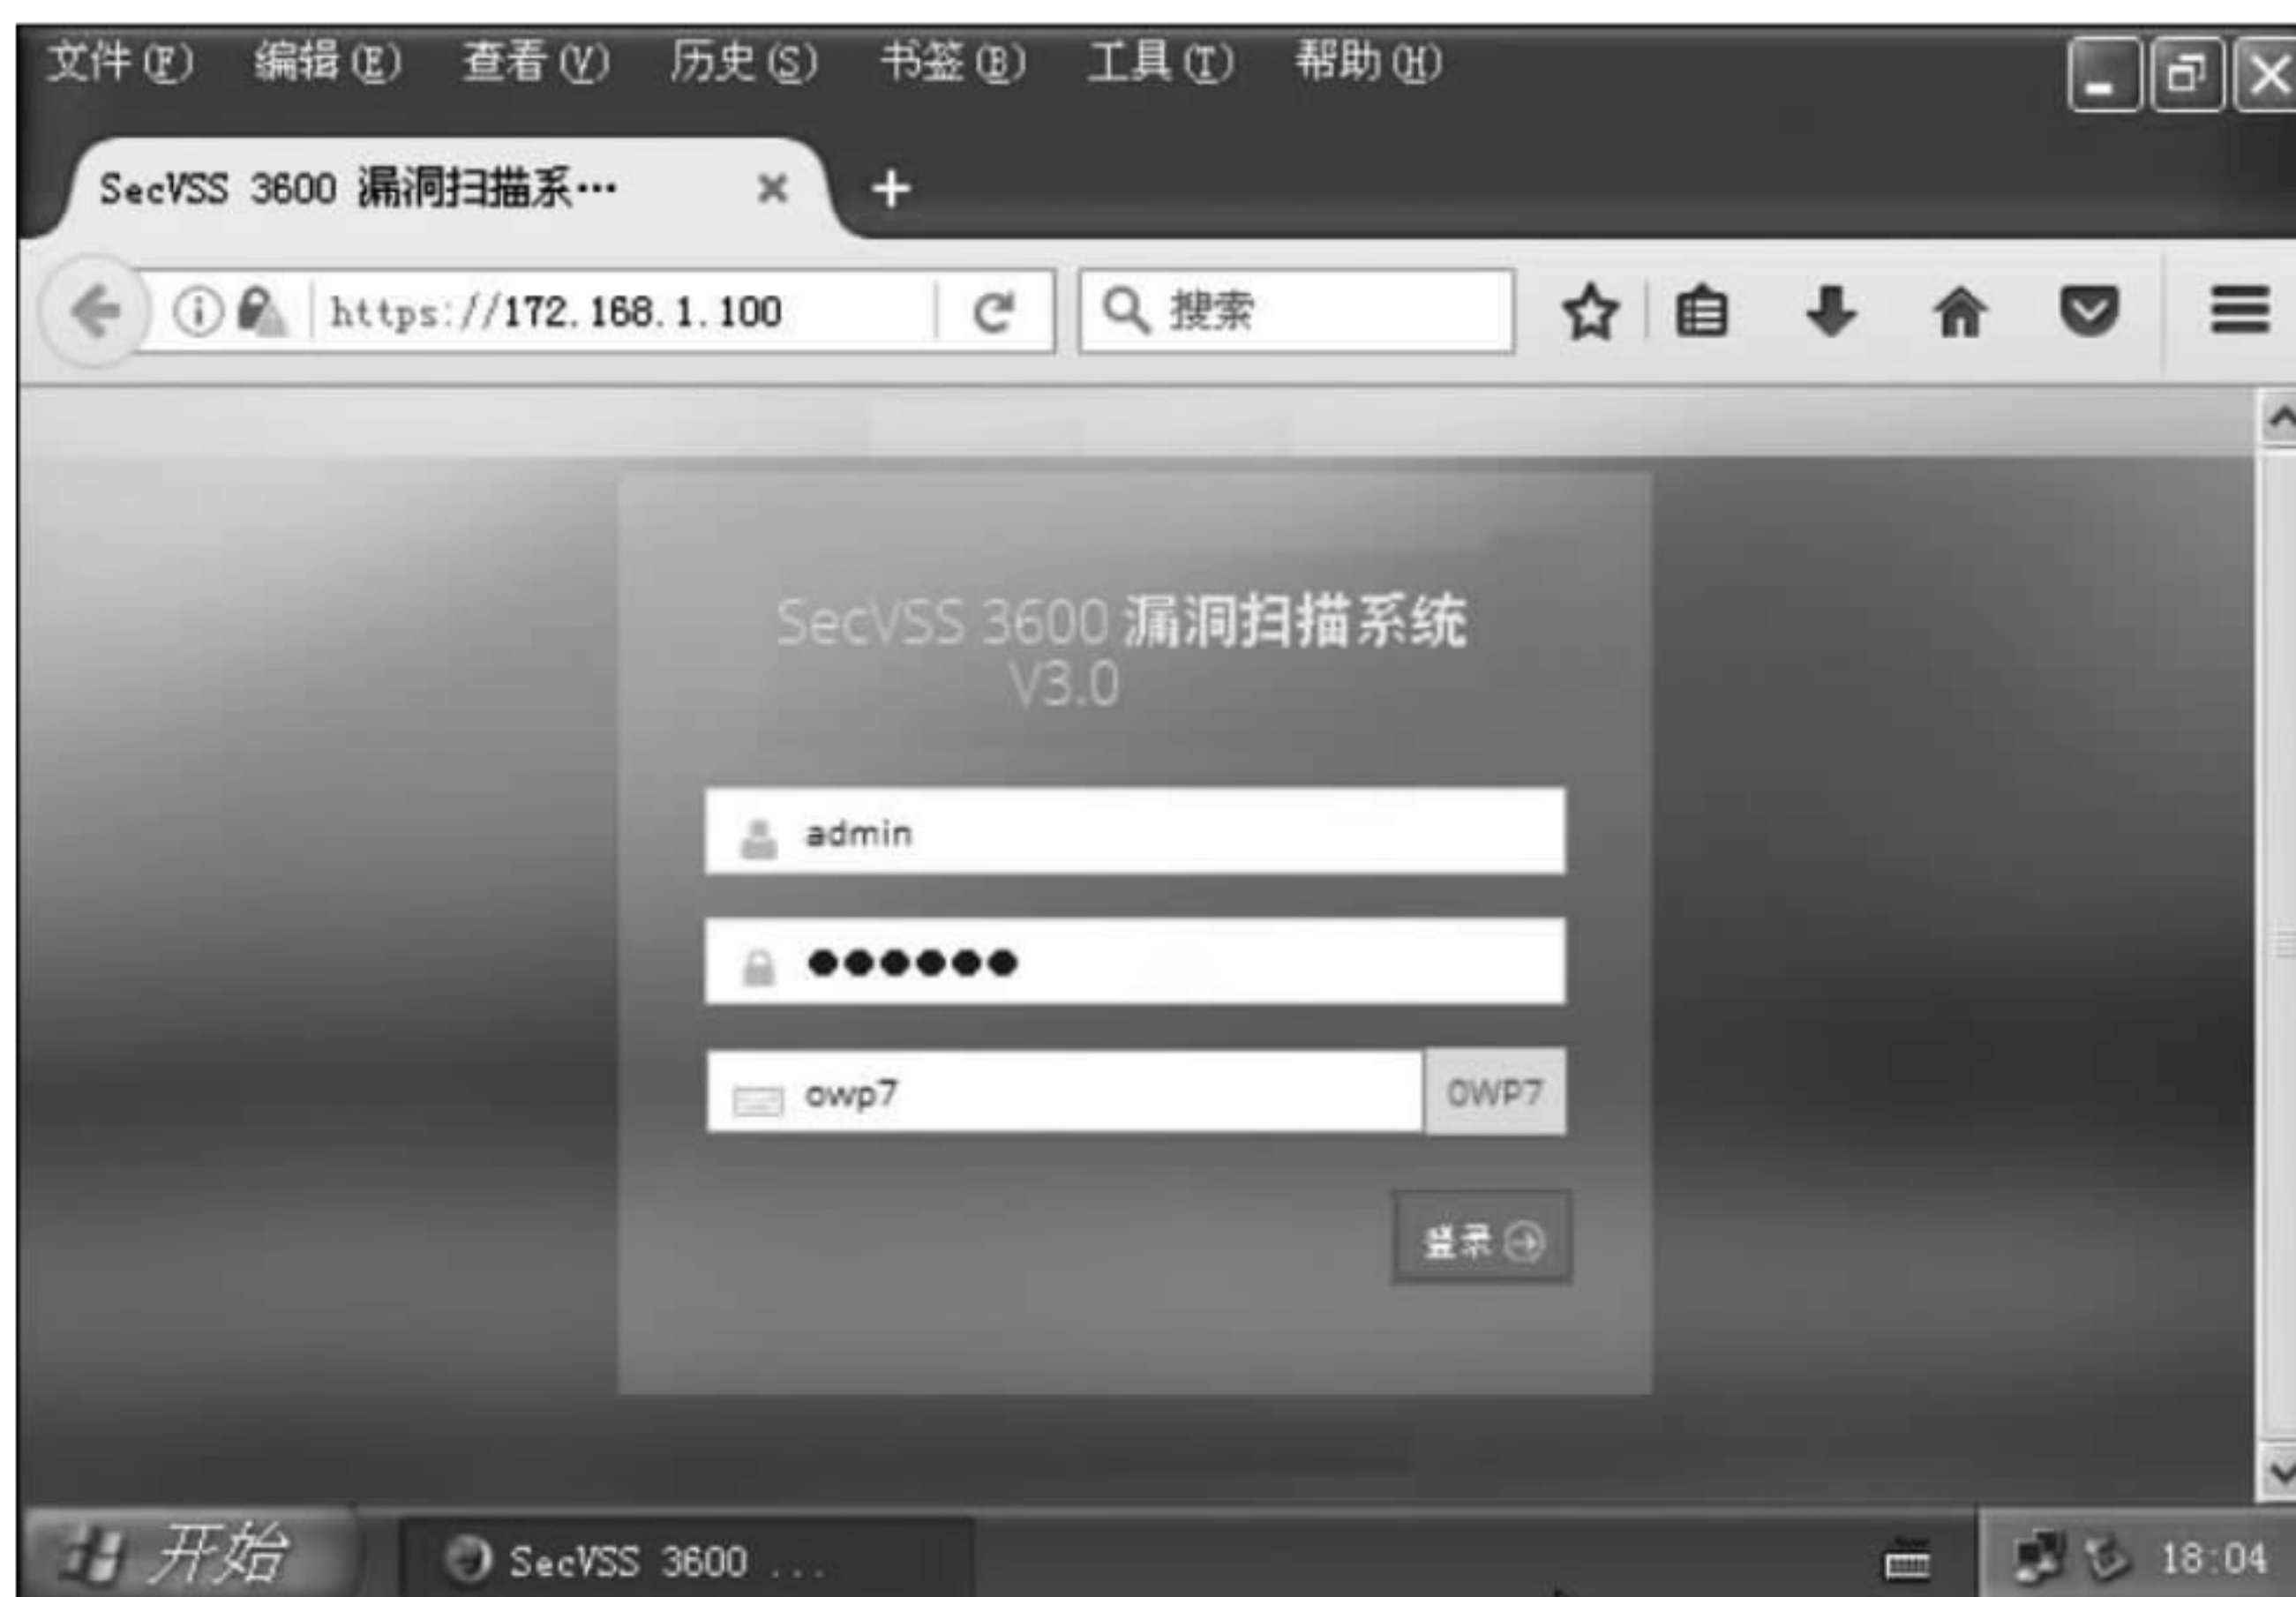 文件(F) 编辑(E) 查看(V) 历史(S) 书签(B) 工具(T) 帮助(H)
SecVSS 3600 漏洞扫描系…
https://172.168.1.100 搜索
SecVSS 3600 漏洞扫描系统
V3.0
admin
owp7 OWP7
登录
开始 SecVSS 3600 ... 18:04